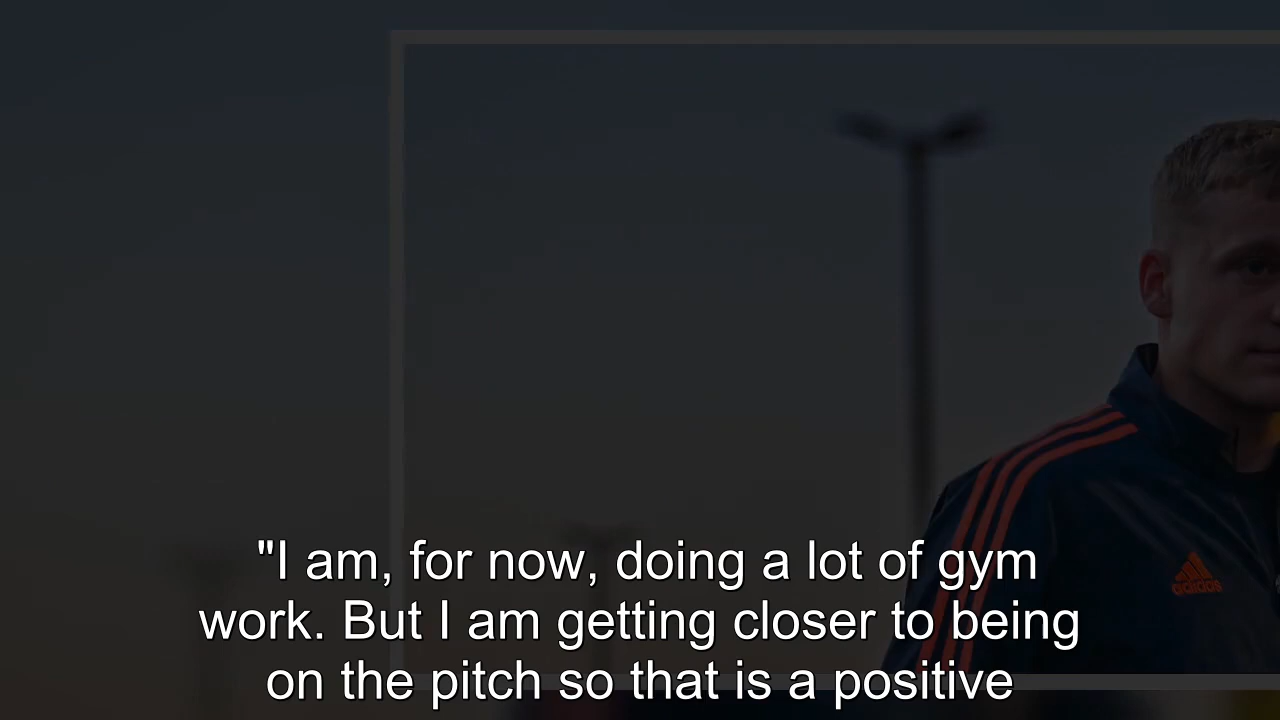 "I am, for now, doing a lot of gym
work. But I am getting closer to being
on the pitch so that is a positive
adidas